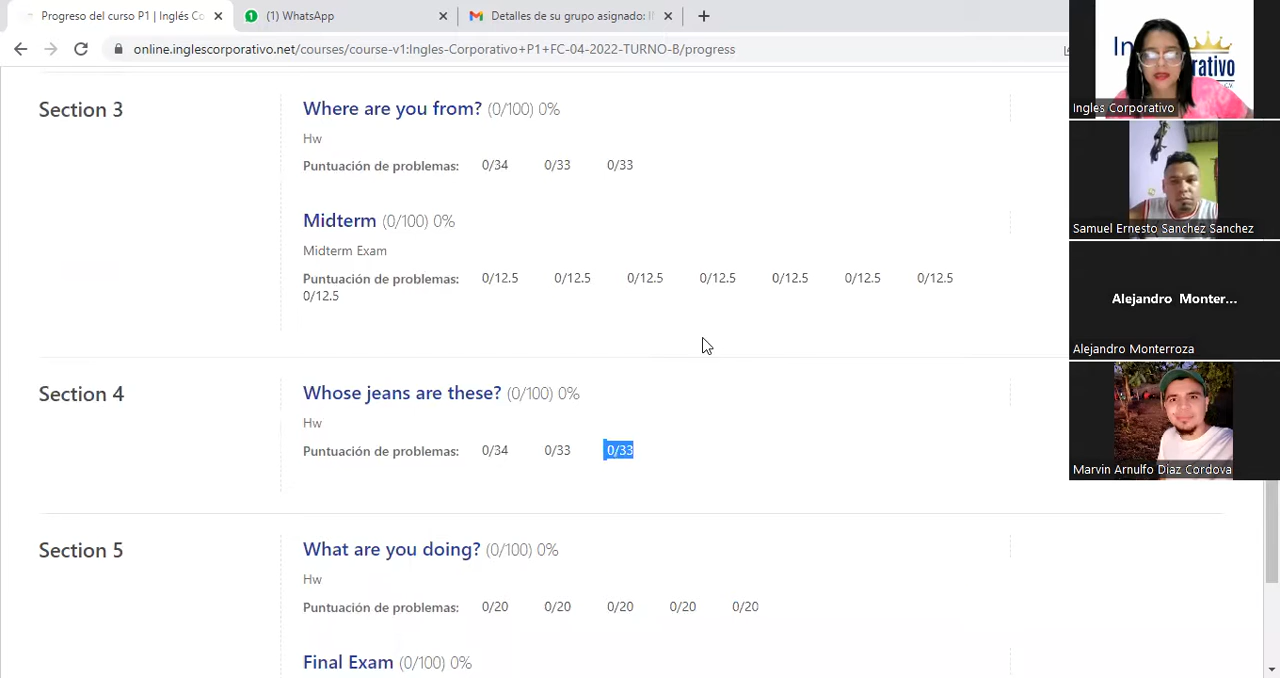 Progreso del curso P1 | Inglés Co
(1) WhatsApp
Detalles de su grupo asignado: If
online.inglescorporativo.net/courses/course-v1:Ingles-Corporativo+P1+FC-04-2022-TURNO-B/progress
Section 3
Where are you from? (0/100) 0%
Hw
Puntuación de problemas: 0/34 0/33 0/33
Midterm (0/100) 0%
Midterm Exam
Puntuación de problemas: 0/12.5 0/12.5 0/12.5 0/12.5 0/12.5 0/12.5 0/12.5
0/12.5
Section 4
Whose jeans are these? (0/100) 0%
Hw
Puntuación de problemas: 0/34 0/33 0/33
Section 5
What are you doing? (0/100) 0%
Hw
Puntuación de problemas: 0/20 0/20 0/20 0/20 0/20
Final Exam (0/100) 0%
Ingles Corporativo
Samuel Ernesto Sanchez Sanchez
Alejandro Monter...
Alejandro Monterroza
Marvin Arnulfo Diaz Cordova